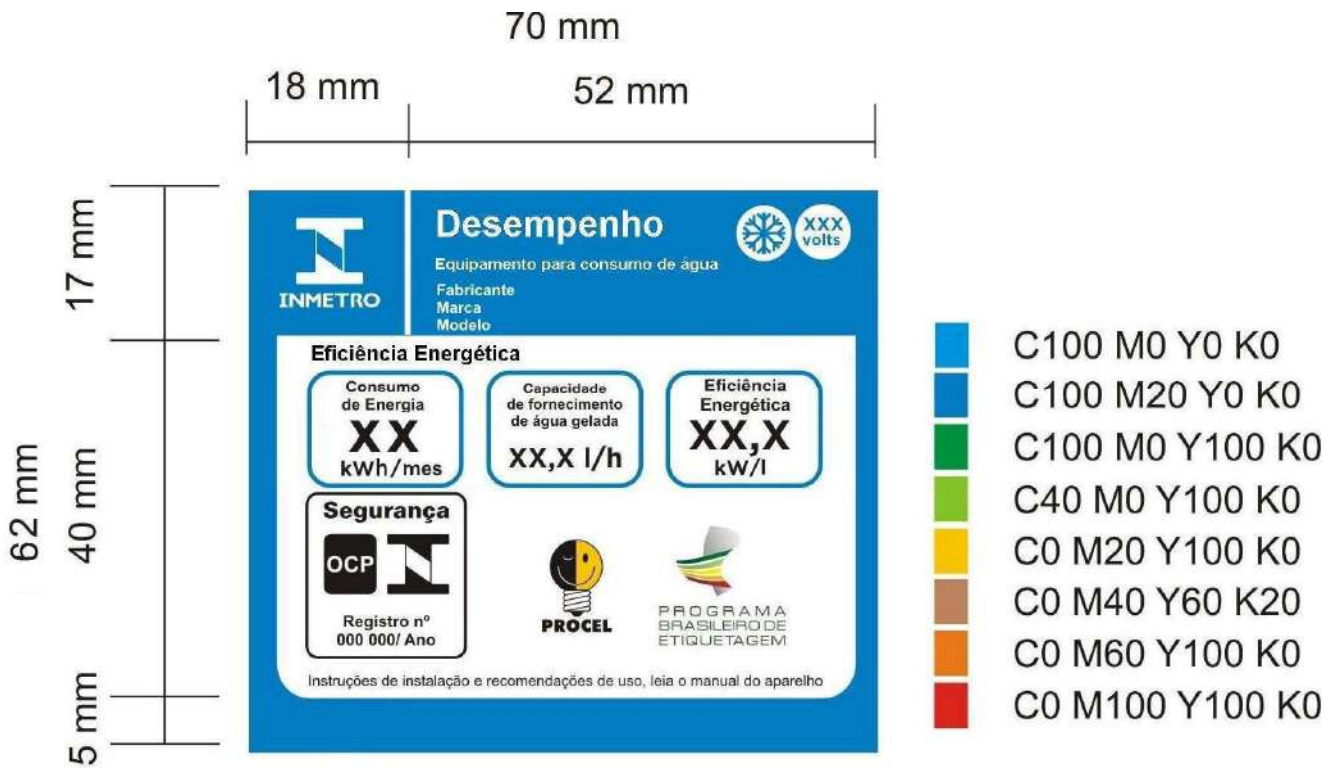 70 mm
18 mm
52 mm
17 mm
62 mm
40 mm
5 mm
INMETRO
Desempenho
XXX
volts
Equipamento para consumo de água
Fabricante
Marca
Modelo
Eficiência Energética
Consumo
de Energia
XX
kWh/mes
Capacidade
de fornecimento
de água gelada
XX,X l/h
Eficiência
Energética
XX,X
kW/l
Segurança
OCP
Registro nº
000 000/ Ano
PROCEL
PROGRAMA
BRASILEIRO DE
ETIQUETAGEM
Instruções de instalação e recomendações de uso, leia o manual do aparelho
C100 M0 Y0 K0
C100 M20 Y0 K0
C100 M0 Y100 K0
C40 M0 Y100 K0
C0 M20 Y100 K0
C0 M40 Y60 K20
C0 M60 Y100 K0
C0 M100 Y100 K0